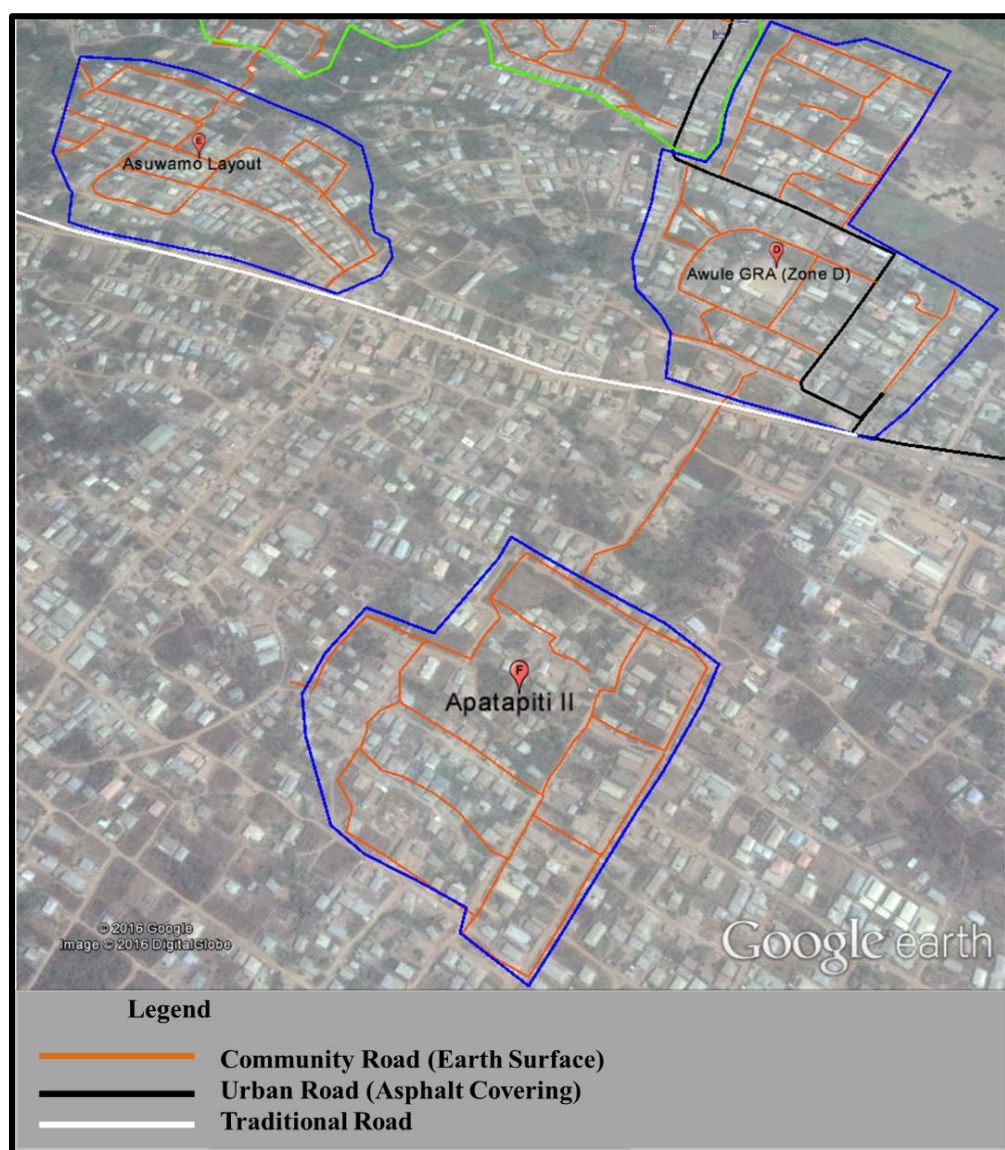 E
Asuwamo Layout
D
Awule GRA (Zone D)
F
Apatapiti II
© 2016 Google
Image © 2016 DigitalGlobe
Google earth
Legend
Community Road (Earth Surface)
Urban Road (Asphalt Covering)
Traditional Road